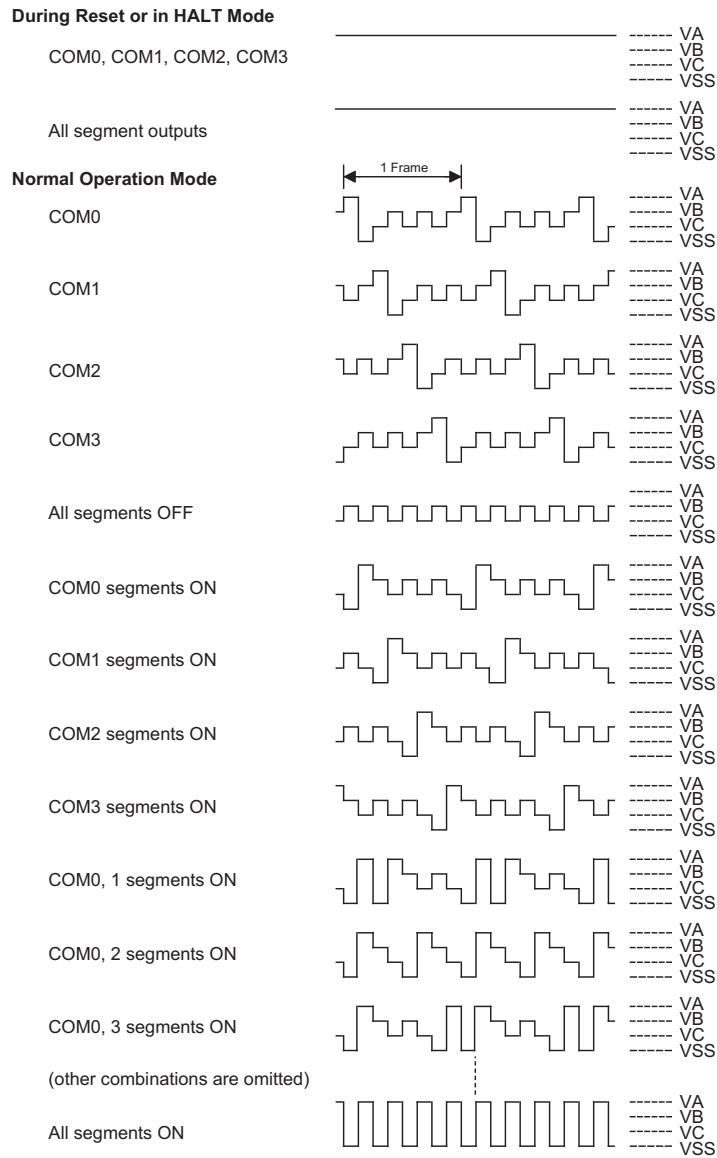 During Reset or in HALT Mode
COM0, COM1, COM2, COM3
VA
VB
VC
VSS
All segment outputs
VA
VB
VC
VSS
Normal Operation Mode
1 Frame
COM0
VA
VB
VC
VSS
COM1
VA
VB
VC
VSS
COM2
VA
VB
VC
VSS
COM3
VA
VB
VC
VSS
All segments OFF
VA
VB
VC
VSS
COM0 segments ON
VA
VB
VC
VSS
COM1 segments ON
VA
VB
VC
VSS
COM2 segments ON
VA
VB
VC
VSS
COM3 segments ON
VA
VB
VC
VSS
COM0, 1 segments ON
VA
VB
VC
VSS
COM0, 2 segments ON
VA
VB
VC
VSS
COM0, 3 segments ON
VA
VB
VC
VSS
(other combinations are omitted)
All segments ON
VA
VB
VC
VSS